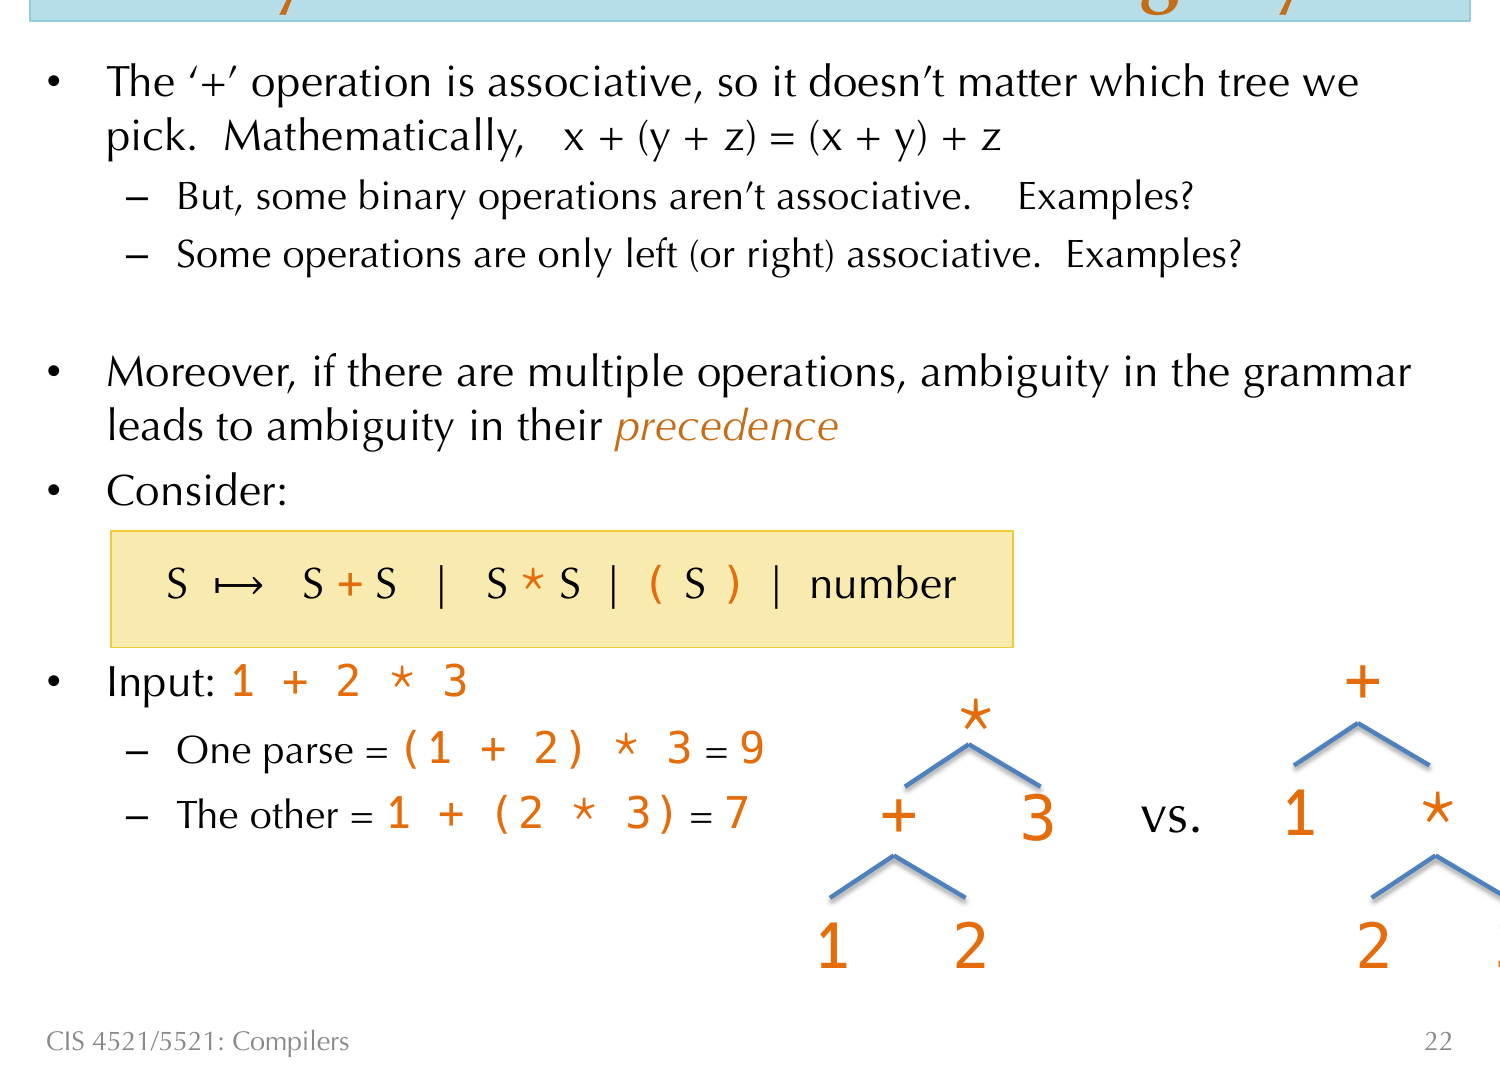 • The ‘+’ operation is associative, so it doesn’t matter which tree we
pick. Mathematically, x + (y + z) = (x + y) + z
– But, some binary operations aren’t associative. Examples?
– Some operations are only left (or right) associative. Examples?
• Moreover, if there are multiple operations, ambiguity in the grammar
leads to ambiguity in their precedence
• Consider:
S ⟼ S + S | S * S | ( S ) | number
• Input: 1 + 2 * 3
– One parse = (1 + 2) * 3 = 9
– The other = 1 + (2 * 3) = 7
*
+ 3
1 2
vs.
+
1 *
2
CIS 4521/5521: Compilers
22